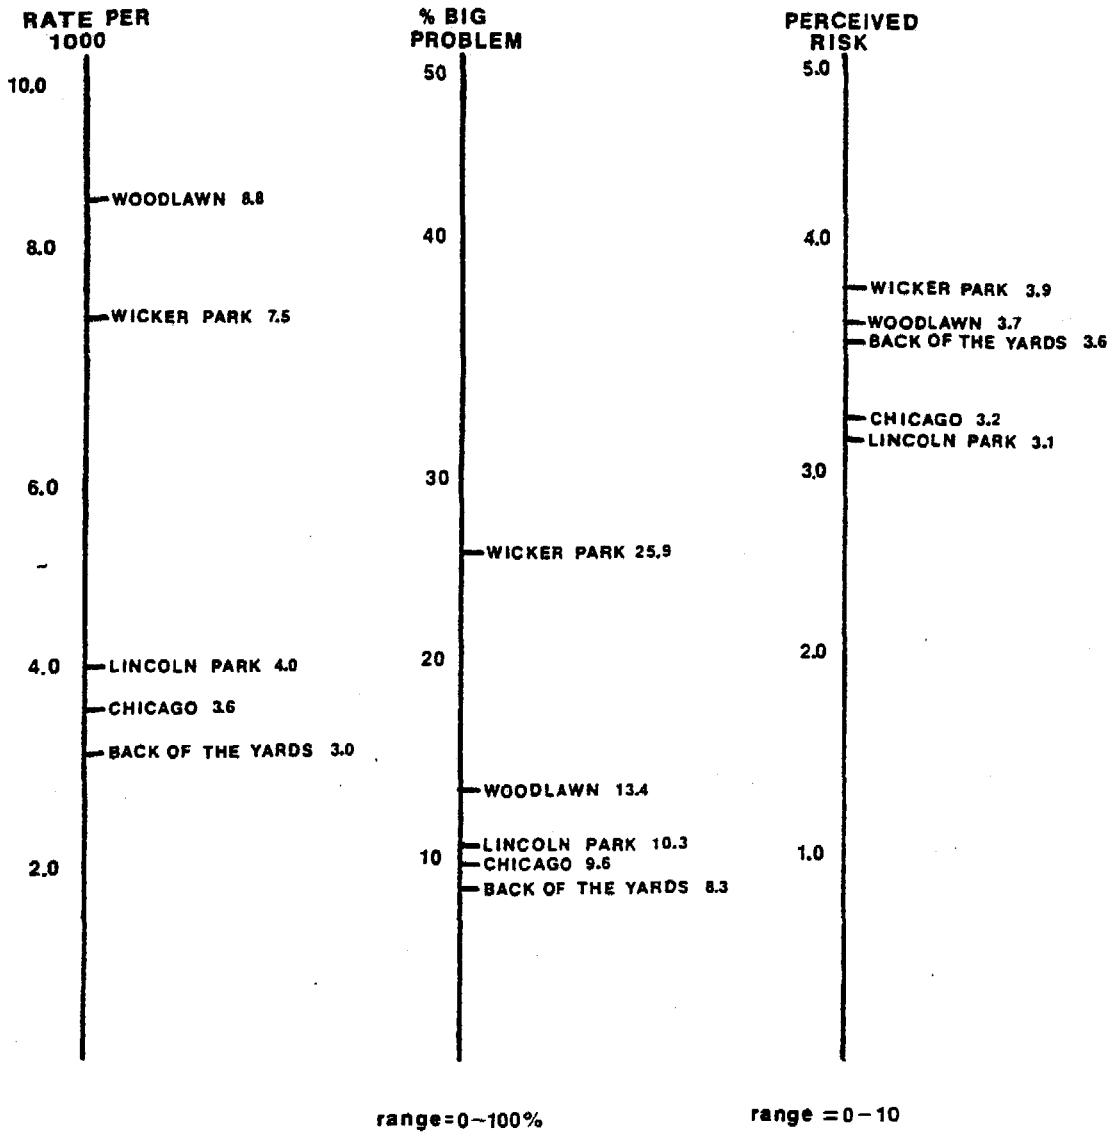 RATE PER
1000
10.0
WOODLAWN 8.8
8.0
WICKER PARK 7.5
6.0
4.0
LINCOLN PARK 4.0
CHICAGO 3.6
BACK OF THE YARDS 3.0
2.0
% BIG
PROBLEM
50
40
30
WICKER PARK 25.9
20
WOODLAWN 13.4
LINCOLN PARK 10.3
10
CHICAGO 9.6
BACK OF THE YARDS 8.3
range=0-100%
PERCEIVED
RISK
5.0
4.0
WICKER PARK 3.9
WOODLAWN 3.7
BACK OF THE YARDS 3.6
CHICAGO 3.2
LINCOLN PARK 3.1
3.0
2.0
1.0
range =0-10